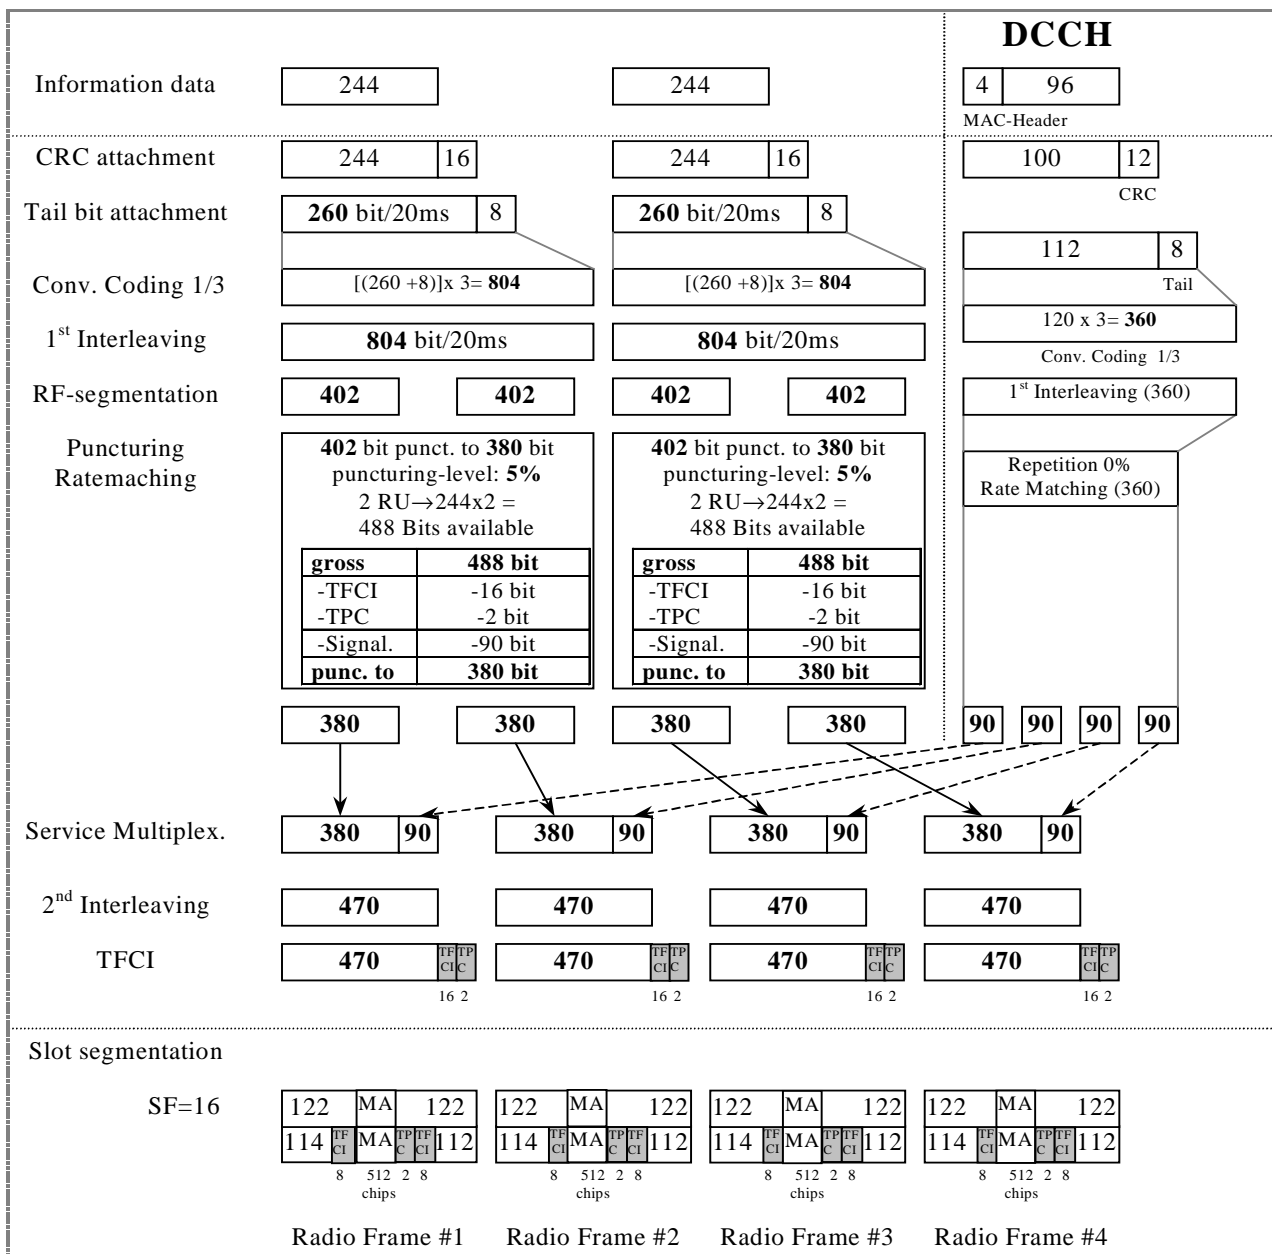 DCCH
Information data 244 244 4 96
MAC-Header
CRC attachment 244 16 244 16 100 12
CRC
Tail bit attachment 260 bit/20ms 8 260 bit/20ms 8
112 8
Tail
Conv. Coding 1/3 [(260 +8)]x 3= 804 [(260 +8)]x 3= 804
120 x 3= 360
Conv. Coding 1/3
1st Interleaving 804 bit/20ms 804 bit/20ms
RF-segmentation 402 402 402 402 1st Interleaving (360)
Puncturing
Ratemaching
402 bit punct. to 380 bit
puncturing-level: 5%
2 RU→244x2 =
488 Bits available
gross 488 bit
-TFCI -16 bit
-TPC -2 bit
-Signal. -90 bit
punc. to 380 bit
402 bit punct. to 380 bit
puncturing-level: 5%
2 RU→244x2 =
488 Bits available
gross 488 bit
-TFCI -16 bit
-TPC -2 bit
-Signal. -90 bit
punc. to 380 bit
Repetition 0%
Rate Matching (360)
380 380 380 380 90 90 90 90
Service Multiplex. 380 90 380 90 380 90 380 90
2nd Interleaving 470 470 470 470
TFCI 470 TFCI TPC 470 TFCI TPC 470 TFCI TPC 470 TFCI TPC
16 2 16 2 16 2 16 2
Slot segmentation
SF=16 122 MA 122 122 MA 122 122 MA 122 122 MA 122
114 TFCI MA TPC TFCI 112 114 TFCI MA TPC TFCI 112 114 TFCI MA TPC TFCI 112 114 TFCI MA TPC TFCI 112
8 512 2 8 8 512 2 8 8 512 2 8 8 512 2 8
chips chips chips chips
Radio Frame #1 Radio Frame #2 Radio Frame #3 Radio Frame #4